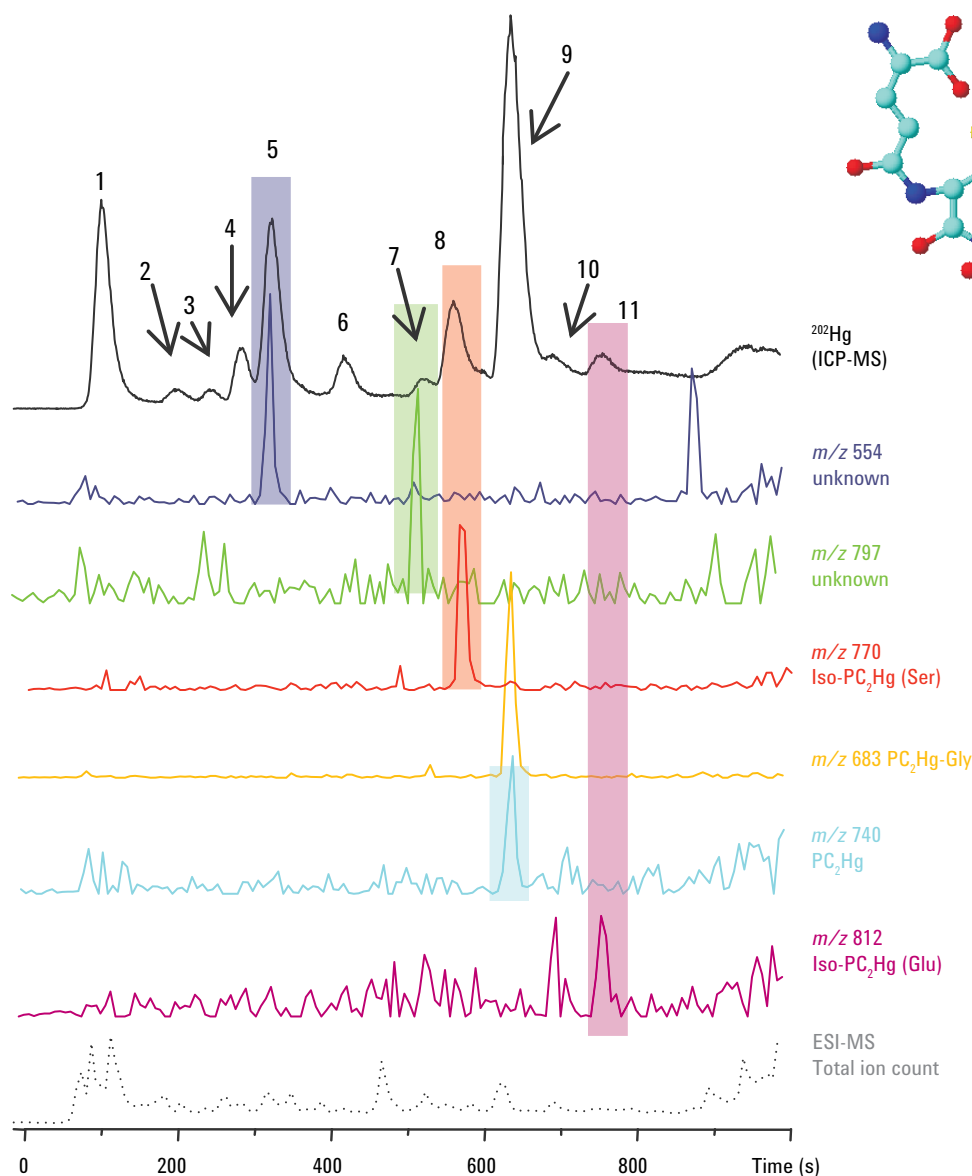 1
2
3
4
5
6
7
8
9
10
11
²⁰²Hg
(ICP-MS)
m/z 554
unknown
m/z 797
unknown
m/z 770
Iso-PC₂Hg (Ser)
m/z 683 PC₂Hg-Gly
m/z 740
PC₂Hg
m/z 812
Iso-PC₂Hg (Glu)
ESI-MS
Total ion count
0 200 400 600 800 Time (s)